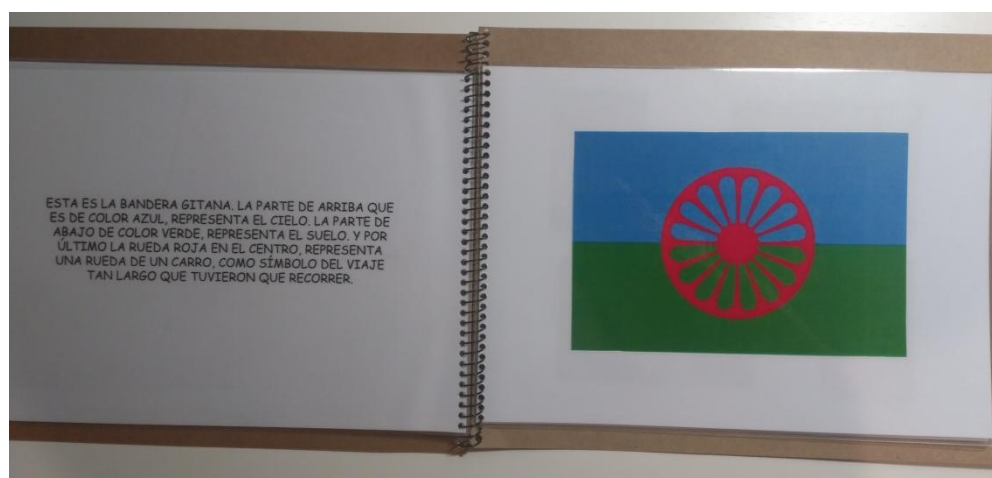 ESTA ES LA BANDERA GITANA. LA PARTE DE ARRIBA QUE
ES DE COLOR AZUL, REPRESENTA EL CIELO. LA PARTE DE
ABAJO DE COLOR VERDE, REPRESENTA EL SUELO. Y POR
ÚLTIMO LA RUEDA ROJA EN EL CENTRO, REPRESENTA
UNA RUEDA DE UN CARRO, COMO SÍMBOLO DEL VIAJE
TAN LARGO QUE TUVIERON QUE RECORRER.